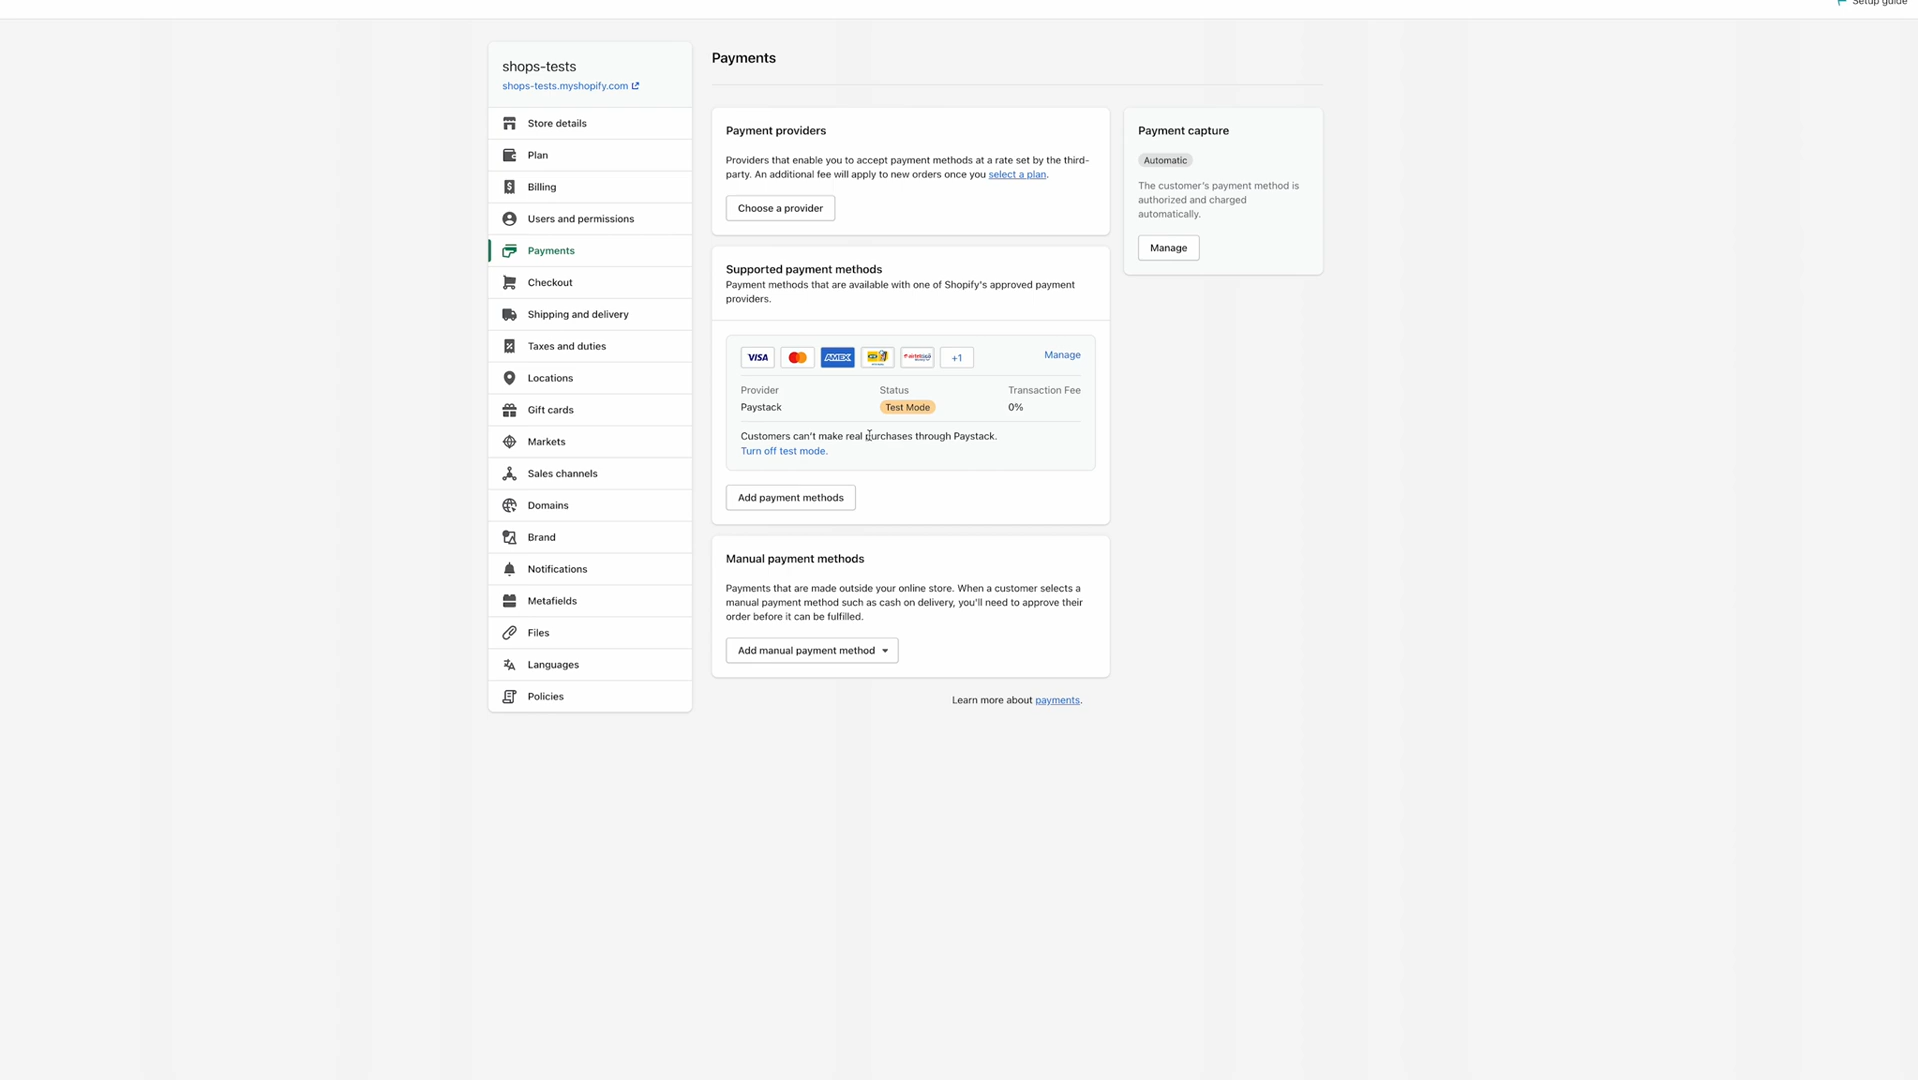 Setup guide
shops-tests
shops-tests.myshopify.com
Store details
Plan
Billing
Users and permissions
Payments
Checkout
Shipping and delivery
Taxes and duties
Locations
Gift cards
Markets
Sales channels
Domains
Brand
Notifications
Metafields
Files
Languages
Policies
Payments
Payment providers
Providers that enable you to accept payment methods at a rate set by the third-
party. An additional fee will apply to new orders once you select a plan.
Choose a provider
Supported payment methods
Payment methods that are available with one of Shopify's approved payment
providers.
VISA AMEX +1 Manage
Provider Status Transaction Fee
Paystack Test Mode 0%
Customers can't make real purchases through Paystack.
Turn off test mode.
Add payment methods
Manual payment methods
Payments that are made outside your online store. When a customer selects a
manual payment method such as cash on delivery, you'll need to approve their
order before it can be fulfilled.
Add manual payment method
Learn more about payments.
Payment capture
Automatic
The customer's payment method is
authorized and charged
automatically.
Manage